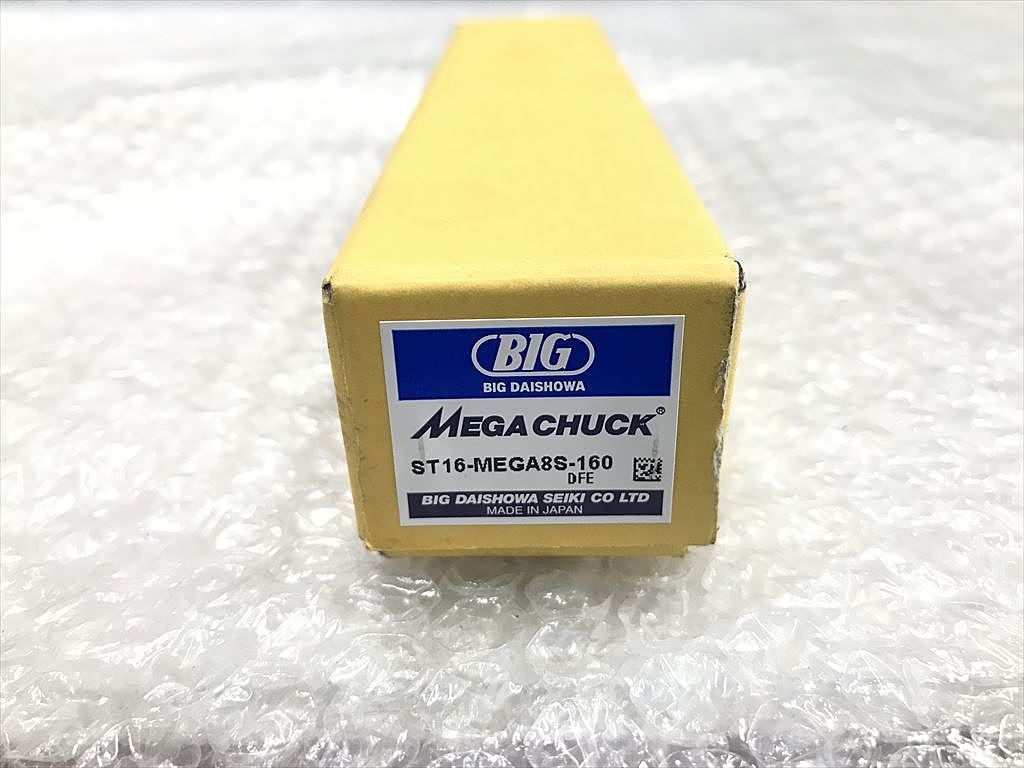 BIG
BIG DAISHOWA
MEGA CHUCK®
ST16-MEGA8S-160
DFE
BIG DAISHOWA SEIKI CO LTD
MADE IN JAPAN